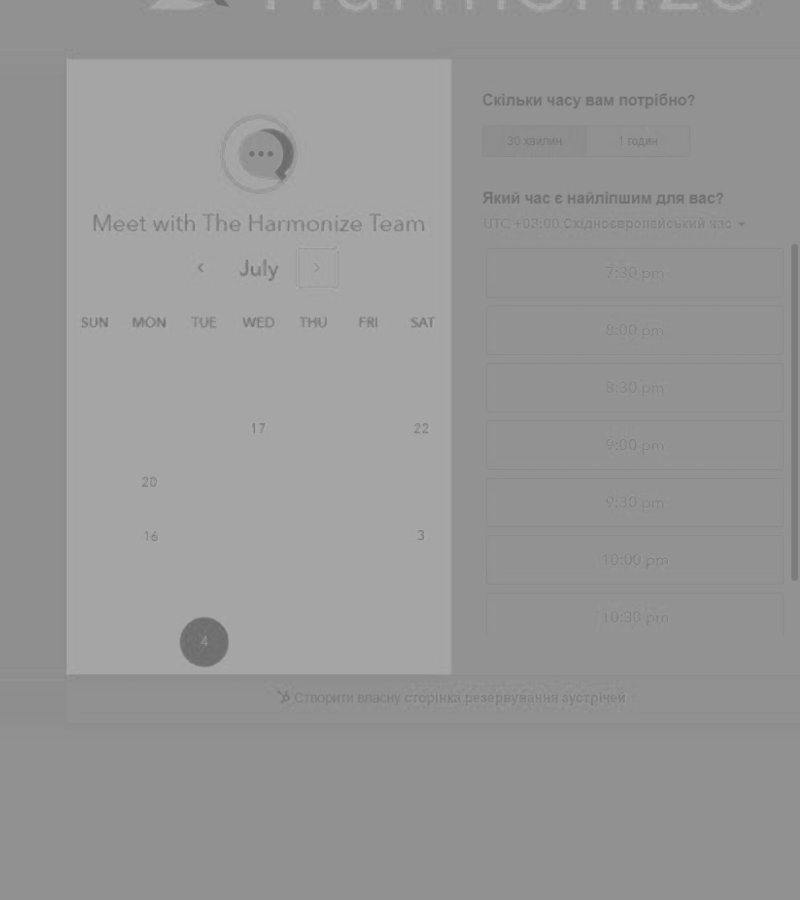 Harmonize
Скільки часу вам потрібно?
30 хвилин
1 годин
Meet with The Harmonize Team
Який час є найліпшим для вас?
UTC +03:00 Східноєвропейський час
July
7:30 pm
SUN MON TUE WED THU FRI SAT
8:00 pm
8:30 pm
17 22
9:00 pm
20
9:30 pm
16 3
10:00 pm
10:30 pm
4
Створити власну сторінка резервування зустрічей